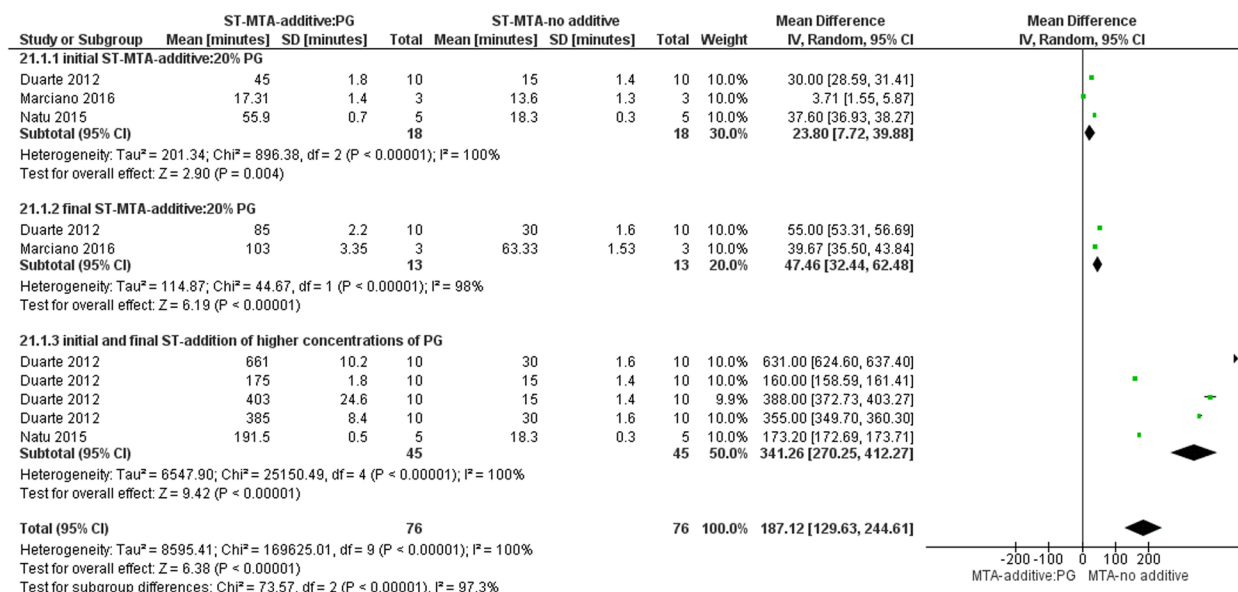 ST-MTA-additive:PG ST-MTA-no additive Mean Difference Mean Difference
Study or Subgroup Mean [minutes] SD [minutes] Total Mean [minutes] SD [minutes] Total Weight IV, Random, 95% CI IV, Random, 95% CI
21.1.1 initial ST-MTA-additive:20% PG
Duarte 2012 45 1.8 10 15 1.4 10 10.0% 30.00 [28.59, 31.41]
Marciano 2016 17.31 1.4 3 13.6 1.3 3 10.0% 3.71 [1.55, 5.87]
Natu 2015 55.9 0.7 5 18.3 0.3 5 10.0% 37.60 [36.93, 38.27]
Subtotal (95% CI) 18 18 30.0% 23.80 [7.72, 39.88]
Heterogeneity: Tau² = 201.34; Chi² = 896.38, df = 2 (P < 0.00001); I² = 100%
Test for overall effect: Z = 2.90 (P = 0.004)
21.1.2 final ST-MTA-additive:20% PG
Duarte 2012 85 2.2 10 30 1.6 10 10.0% 55.00 [53.31, 56.69]
Marciano 2016 103 3.35 3 63.33 1.53 3 10.0% 39.67 [35.50, 43.84]
Subtotal (95% CI) 13 13 20.0% 47.46 [32.44, 62.48]
Heterogeneity: Tau² = 114.87; Chi² = 44.67, df = 1 (P < 0.00001); I² = 98%
Test for overall effect: Z = 6.19 (P < 0.00001)
21.1.3 initial and final ST-addition of higher concentrations of PG
Duarte 2012 661 10.2 10 30 1.6 10 10.0% 631.00 [624.60, 637.40]
Duarte 2012 175 1.8 10 15 1.4 10 10.0% 160.00 [158.59, 161.41]
Duarte 2012 403 24.6 10 15 1.4 10 9.9% 388.00 [372.73, 403.27]
Duarte 2012 385 8.4 10 30 1.6 10 10.0% 355.00 [349.70, 360.30]
Natu 2015 191.5 0.5 5 18.3 0.3 5 10.0% 173.20 [172.69, 173.71]
Subtotal (95% CI) 45 45 50.0% 341.26 [270.25, 412.27]
Heterogeneity: Tau² = 6547.90; Chi² = 25150.49, df = 4 (P < 0.00001); I² = 100%
Test for overall effect: Z = 9.42 (P < 0.00001)
Total (95% CI) 76 76 100.0% 187.12 [129.63, 244.61]
Heterogeneity: Tau² = 8595.41; Chi² = 169625.01, df = 9 (P < 0.00001); I² = 100%
Test for overall effect: Z = 6.38 (P < 0.00001)
Test for subgroup differences: Chi² = 73.57, df = 2 (P < 0.00001), I² = 97.3%
-200 -100 0 100 200
MTA-additive:PG MTA-no additive